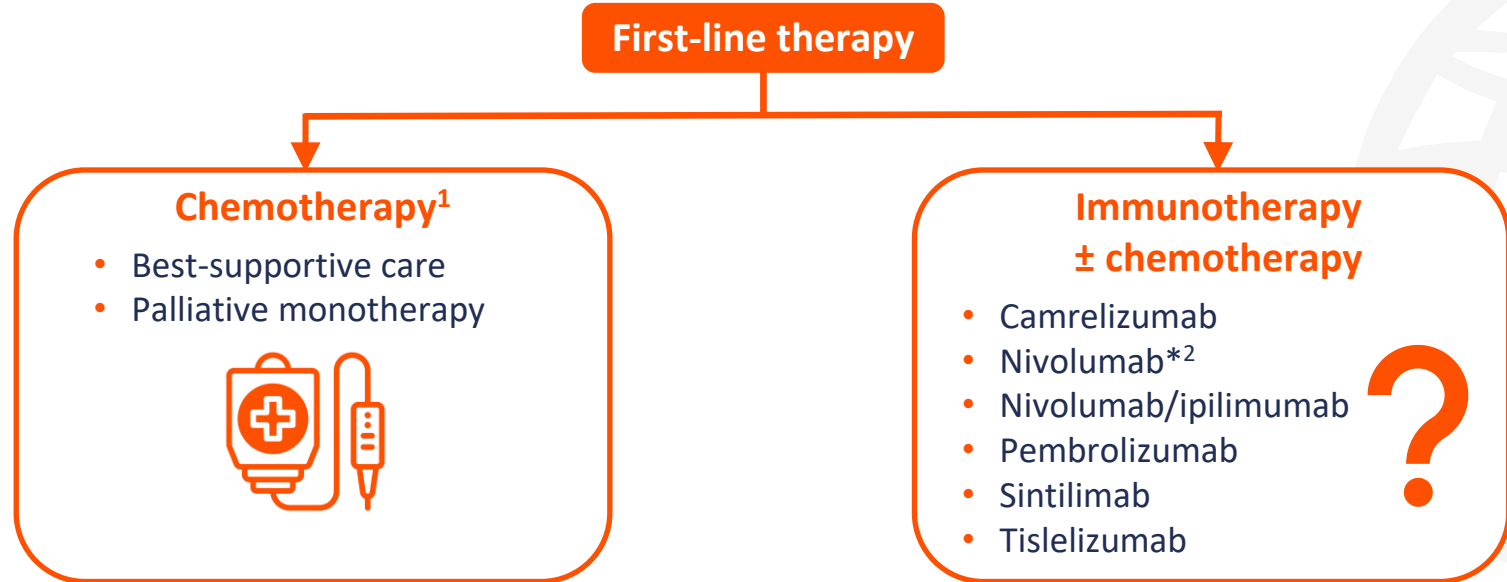 First-line therapy
Chemotherapy¹
• Best-supportive care
• Palliative monotherapy
Immunotherapy
± chemotherapy
• Camrelizumab
• Nivolumab*²
• Nivolumab/ipilimumab
• Pembrolizumab
• Sintilimab
• Tislelizumab
?